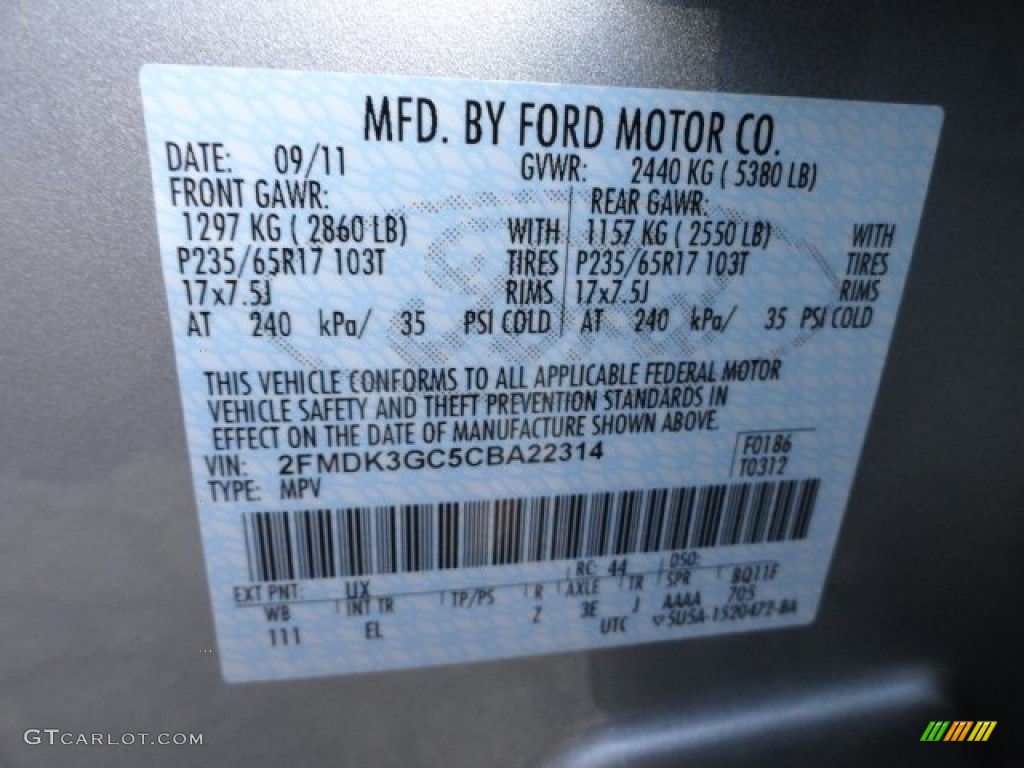 MFD. BY FORD MOTOR CO.
DATE: 09/11 GVWR: 2440 KG ( 5380 LB)
FRONT GAWR: REAR GAWR:
1297 KG ( 2860 LB) WITH 1157 KG ( 2550 LB) WITH
P235/65R17 103T TIRES P235/65R17 103T TIRES
17x7.5J RIMS 17x7.5J RIMS
AT 240 kPa/ 35 PSI COLD AT 240 kPa/ 35 PSI COLD
THIS VEHICLE CONFORMS TO ALL APPLICABLE FEDERAL MOTOR
VEHICLE SAFETY AND THEFT PREVENTION STANDARDS IN
EFFECT ON THE DATE OF MANUFACTURE SHOWN ABOVE.
VIN: 2FMDK3GC5CBA22314 F0186
TYPE: MPV T0312
EXT PNT: UX RC: 44 DSO:
WB INT TR TP/PS R AXLE TR SPR BQ11F
111 EL 2 3E J AAAA 705
UTC ▽5U5A-1520472-BA
GTCARLOT.COM